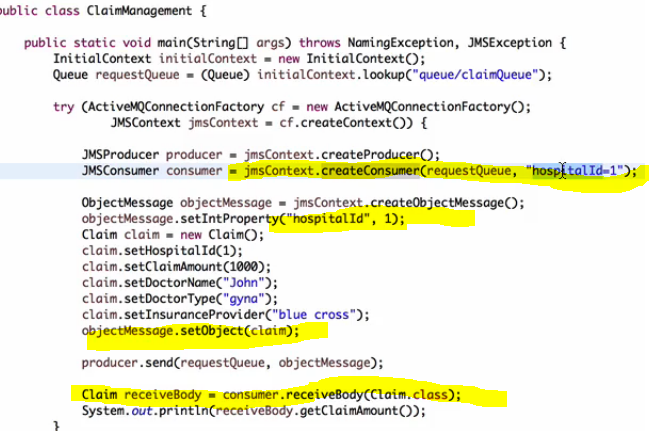 public class ClaimManagement {
public static void main(String[] args) throws NamingException, JMSException {
InitialContext initialContext = new InitialContext();
Queue requestQueue = (Queue) initialContext.lookup("queue/claimQueue");
try (ActiveMQConnectionFactory cf = new ActiveMQConnectionFactory();
JMSContext jmsContext = cf.createContext()) {
JMSProducer producer = jmsContext.createProducer();
JMSConsumer consumer = jmsContext.createConsumer(requestQueue, "hospitalId=1");
ObjectMessage objectMessage = jmsContext.createObjectMessage();
objectMessage.setIntProperty("hospitalId", 1);
Claim claim = new Claim();
claim.setHospitalId(1);
claim.setClaimAmount(1000);
claim.setDoctorName("John");
claim.setDoctorType("gyna");
claim.setInsuranceProvider("blue cross");
objectMessage.setObject(claim);
producer.send(requestQueue, objectMessage);
Claim receiveBody = consumer.receiveBody(Claim.class);
System.out.println(receiveBody.getClaimAmount());
}